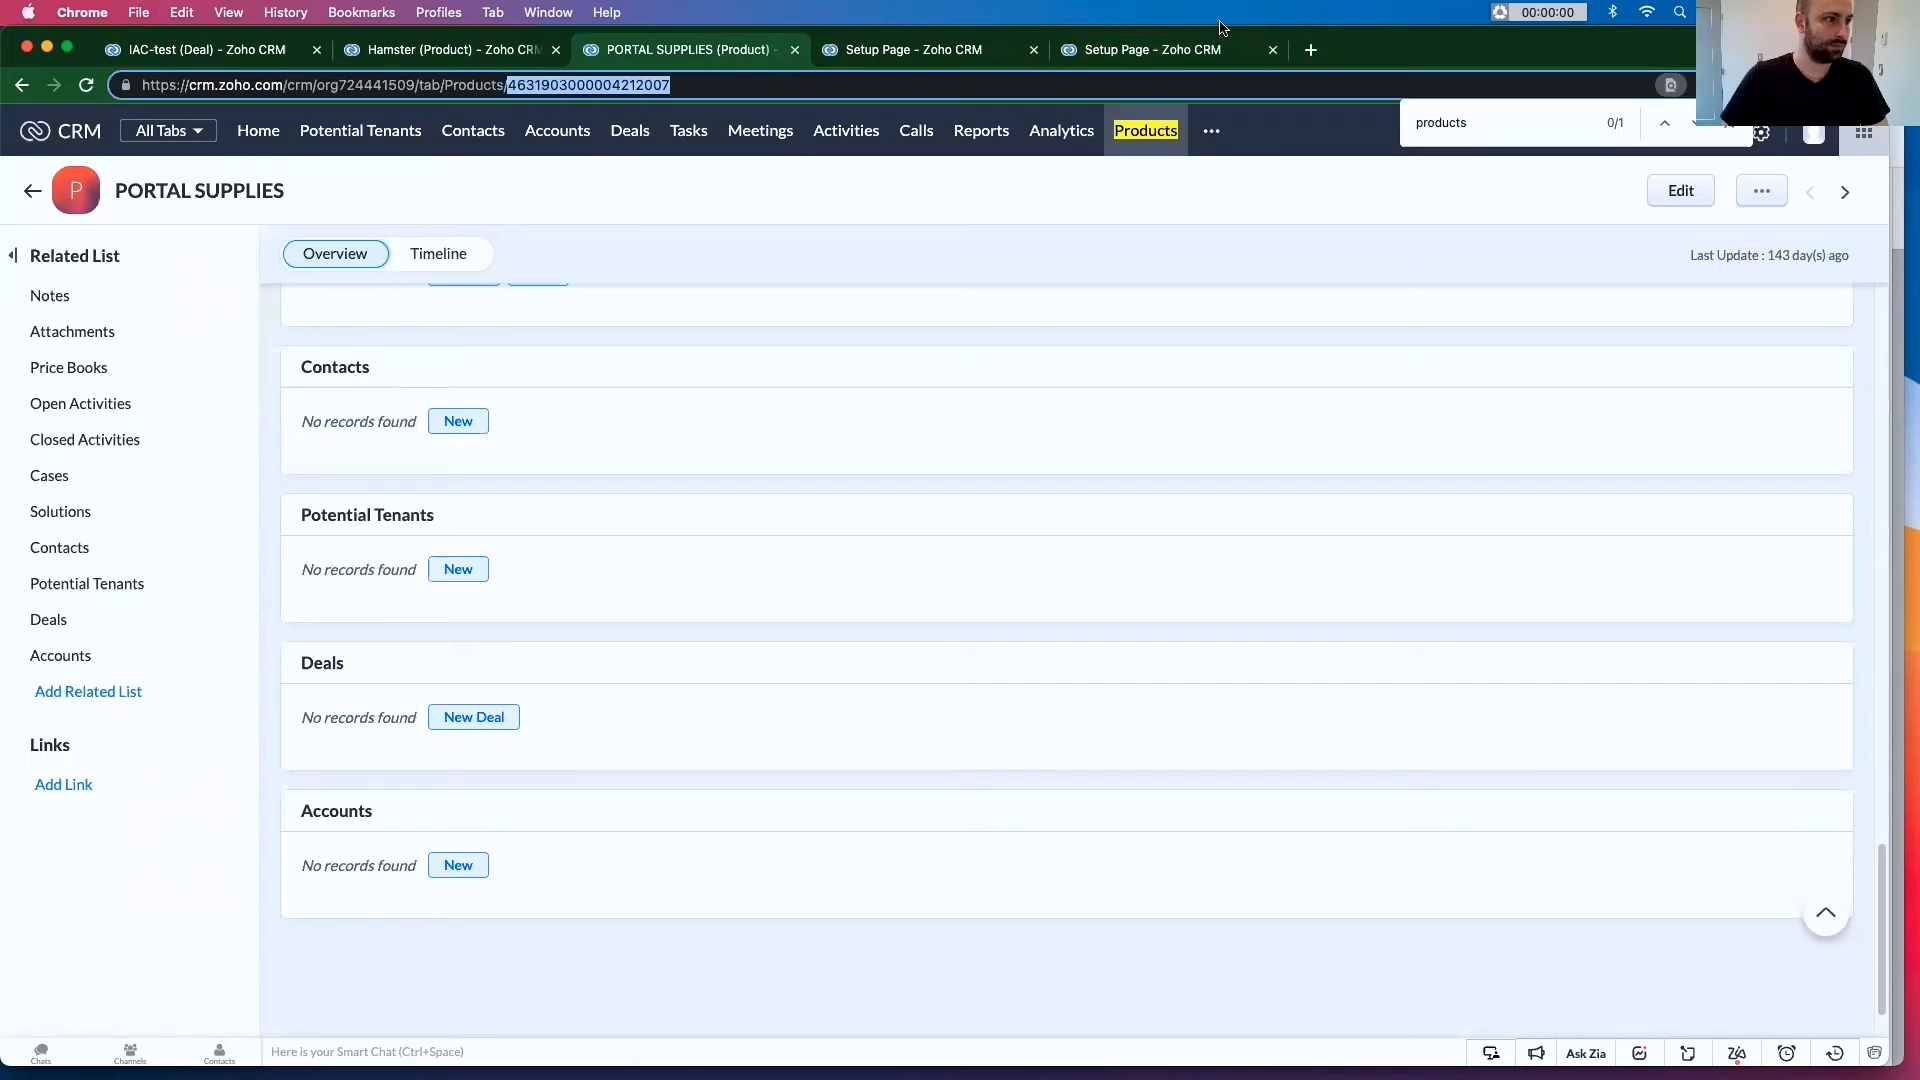 Chrome File Edit View History Bookmarks Profiles Tab Window Help 00:00:00
IAC-test (Deal) - Zoho CRM Hamster (Product) - Zoho CRM PORTAL SUPPLIES (Product) - Setup Page - Zoho CRM Setup Page - Zoho CRM
https://crm.zoho.com/crm/org724441509/tab/Products/4631903000004212007
products 0/1
CRM All Tabs Home Potential Tenants Contacts Accounts Deals Tasks Meetings Activities Calls Reports Analytics Products
P PORTAL SUPPLIES Edit
Related List
Notes
Attachments
Price Books
Open Activities
Closed Activities
Cases
Solutions
Contacts
Potential Tenants
Deals
Accounts
Add Related List
Links
Add Link
Overview Timeline Last Update : 143 day(s) ago
Contacts
No records found New
Potential Tenants
No records found New
Deals
No records found New Deal
Accounts
No records found New
Chats Channels Contacts Here is your Smart Chat (Ctrl+Space) Ask Zia